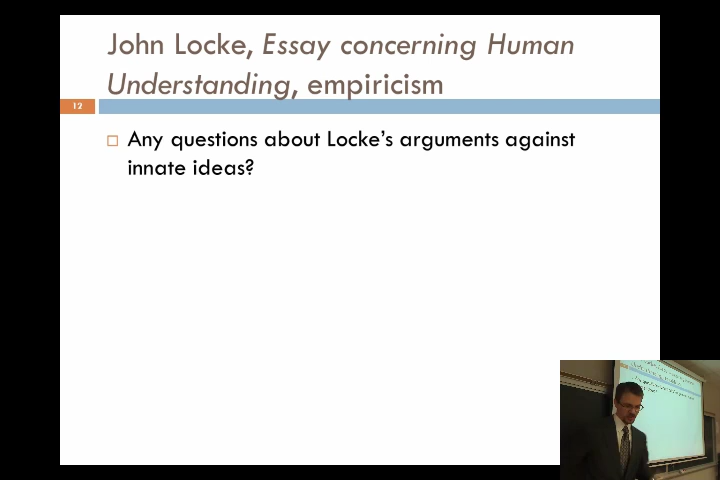 John Locke, Essay concerning Human
Understanding, empiricism
12
Any questions about Locke's arguments against
innate ideas?